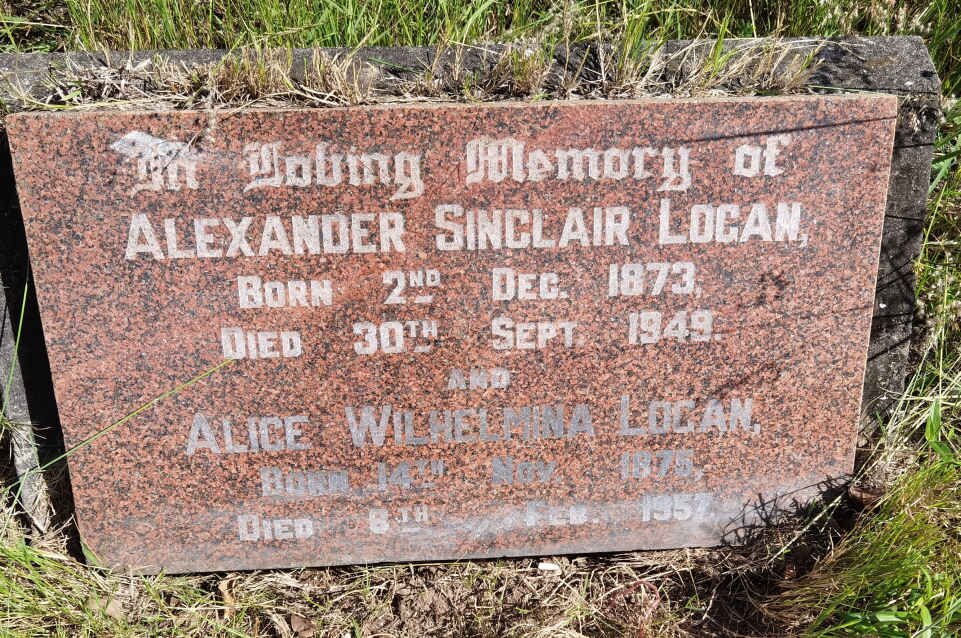 In Loving Memory of
ALEXANDER SINCLAIR LOGAN,
BORN 2ND DEC. 1873,
DIED 30TH SEPT. 1949.
AND
ALICE WILHELMINA LOGAN,
BORN 14TH NOV. 1875,
DIED 6TH FEB. 1957.